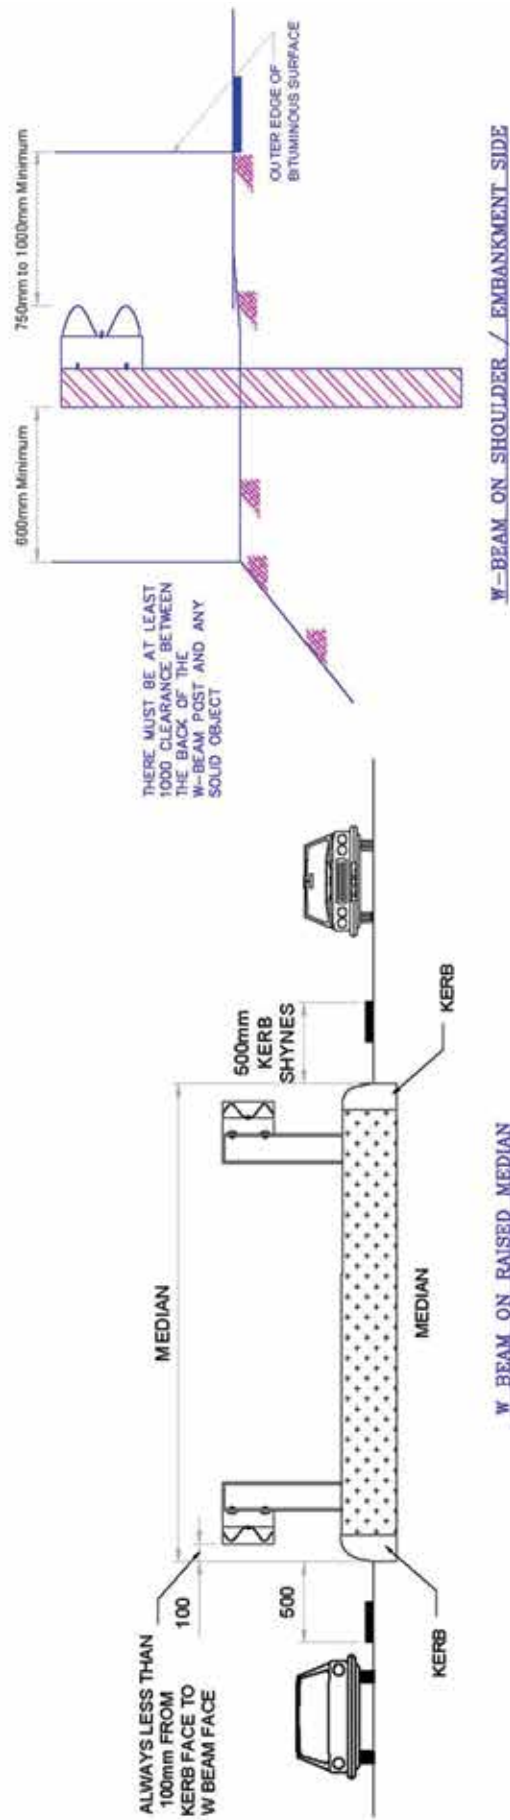 ALWAYS LESS THAN
100mm FROM
KERB FACE TO
W BEAM FACE
100
500
MEDIAN
500mm
KERB
SHYNES
KERB
MEDIAN
KERB
W BEAM ON RAISED MEDIAN
THERE MUST BE AT LEAST
1000 CLEARANCE BETWEEN
THE BACK OF THE
W-BEAM POST AND ANY
SOLID OBJECT
600mm Minimum
750mm to 1000mm Minimum
OUTER EDGE OF
BITUMINOUS SURFACE
W-BEAM ON SHOULDER / EMBANKMENT SIDE